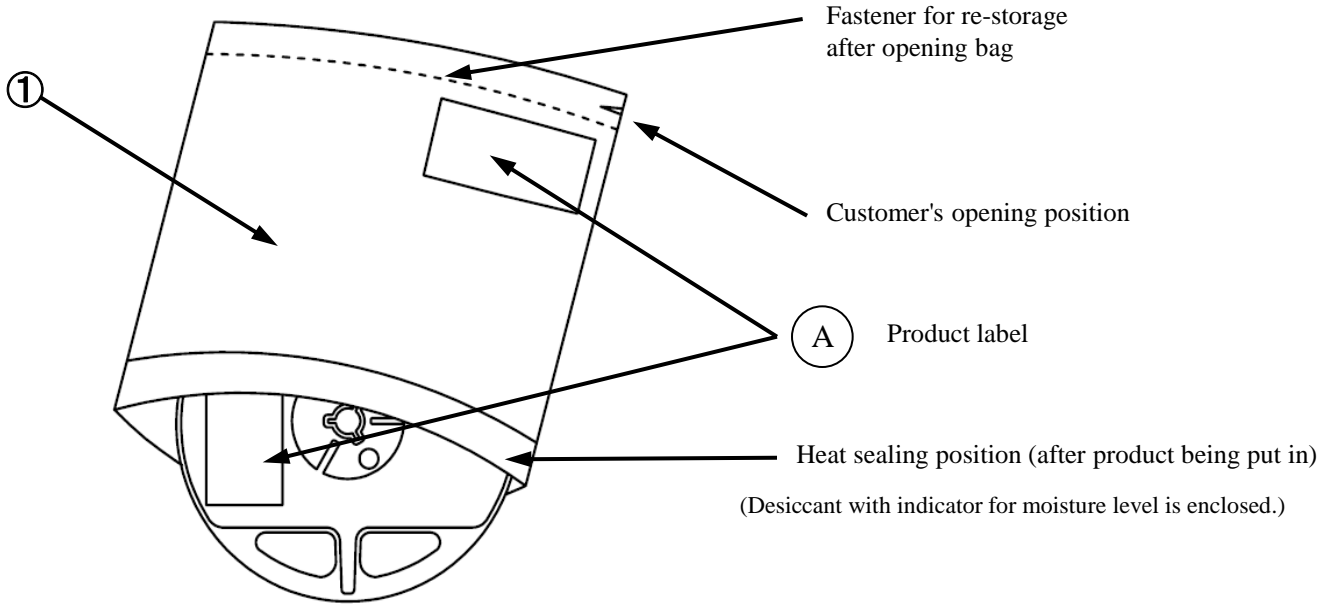 Fastener for re-storage
after opening bag
①
Customer's opening position
A Product label
Heat sealing position (after product being put in)
(Desiccant with indicator for moisture level is enclosed.)